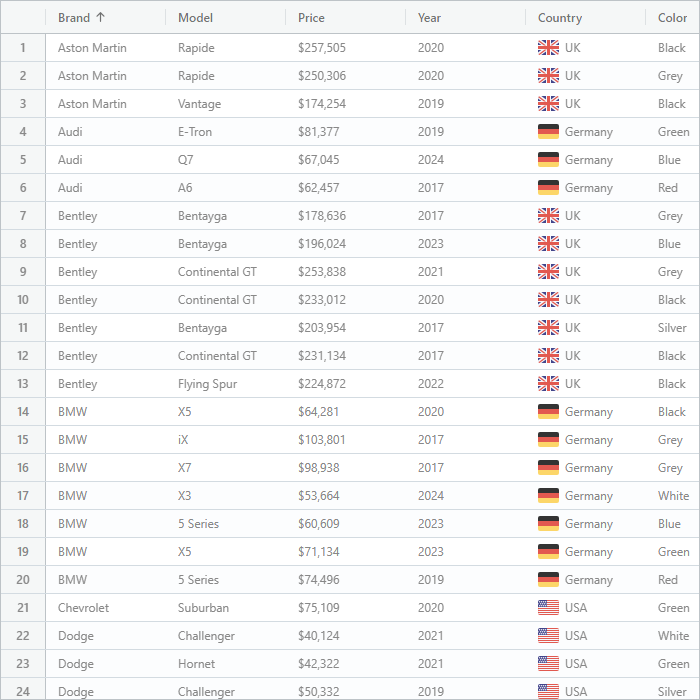 Brand ↑ Model Price Year Country Color
1 Aston Martin Rapide $257,505 2020 UK Black
2 Aston Martin Rapide $250,306 2020 UK Grey
3 Aston Martin Vantage $174,254 2019 UK Black
4 Audi E-Tron $81,377 2019 Germany Green
5 Audi Q7 $67,045 2024 Germany Blue
6 Audi A6 $62,457 2017 Germany Red
7 Bentley Bentayga $178,636 2017 UK Grey
8 Bentley Bentayga $196,024 2023 UK Blue
9 Bentley Continental GT $253,838 2021 UK Grey
10 Bentley Continental GT $233,012 2020 UK Black
11 Bentley Bentayga $203,954 2017 UK Silver
12 Bentley Continental GT $231,134 2017 UK Black
13 Bentley Flying Spur $224,872 2022 UK Black
14 BMW X5 $64,281 2020 Germany Black
15 BMW iX $103,801 2017 Germany Grey
16 BMW X7 $98,938 2017 Germany Grey
17 BMW X3 $53,664 2024 Germany White
18 BMW 5 Series $60,609 2023 Germany Blue
19 BMW X5 $71,134 2023 Germany Green
20 BMW 5 Series $74,496 2019 Germany Red
21 Chevrolet Suburban $75,109 2020 USA Green
22 Dodge Challenger $40,124 2021 USA White
23 Dodge Hornet $42,322 2021 USA Green
24 Dodge Challenger $50,332 2019 USA Silver